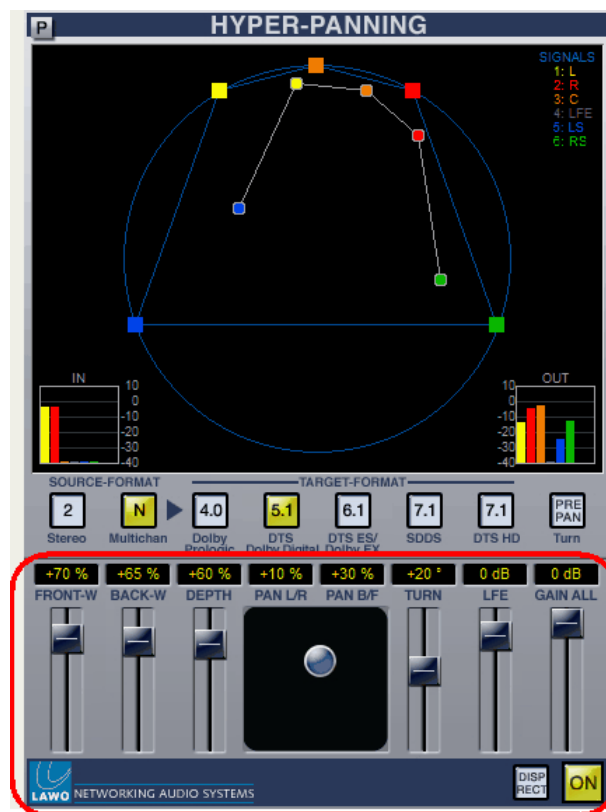 P
HYPER-PANNING
SIGNALS
1: L
2: R
3: C
4: LFE
5: LS
6: RS
IN
10
0
-10
-20
-30
-40
OUT
10
0
-10
-20
-30
-40
SOURCE-FORMAT
TARGET-FORMAT
2 N 4.0 5.1 6.1 7.1 7.1 PRE PAN
Stereo Multichan Dolby Prologic DTS Dolby Digital DTS ES/ Dolby EX SDDS DTS HD Turn
+70 % +65 % +60 % +10 % +30 % +20 ° 0 dB 0 dB
FRONT-W BACK-W DEPTH PAN L/R PAN B/F TURN LFE GAIN ALL
LAWO NETWORKING AUDIO SYSTEMS
DISP RECT
ON